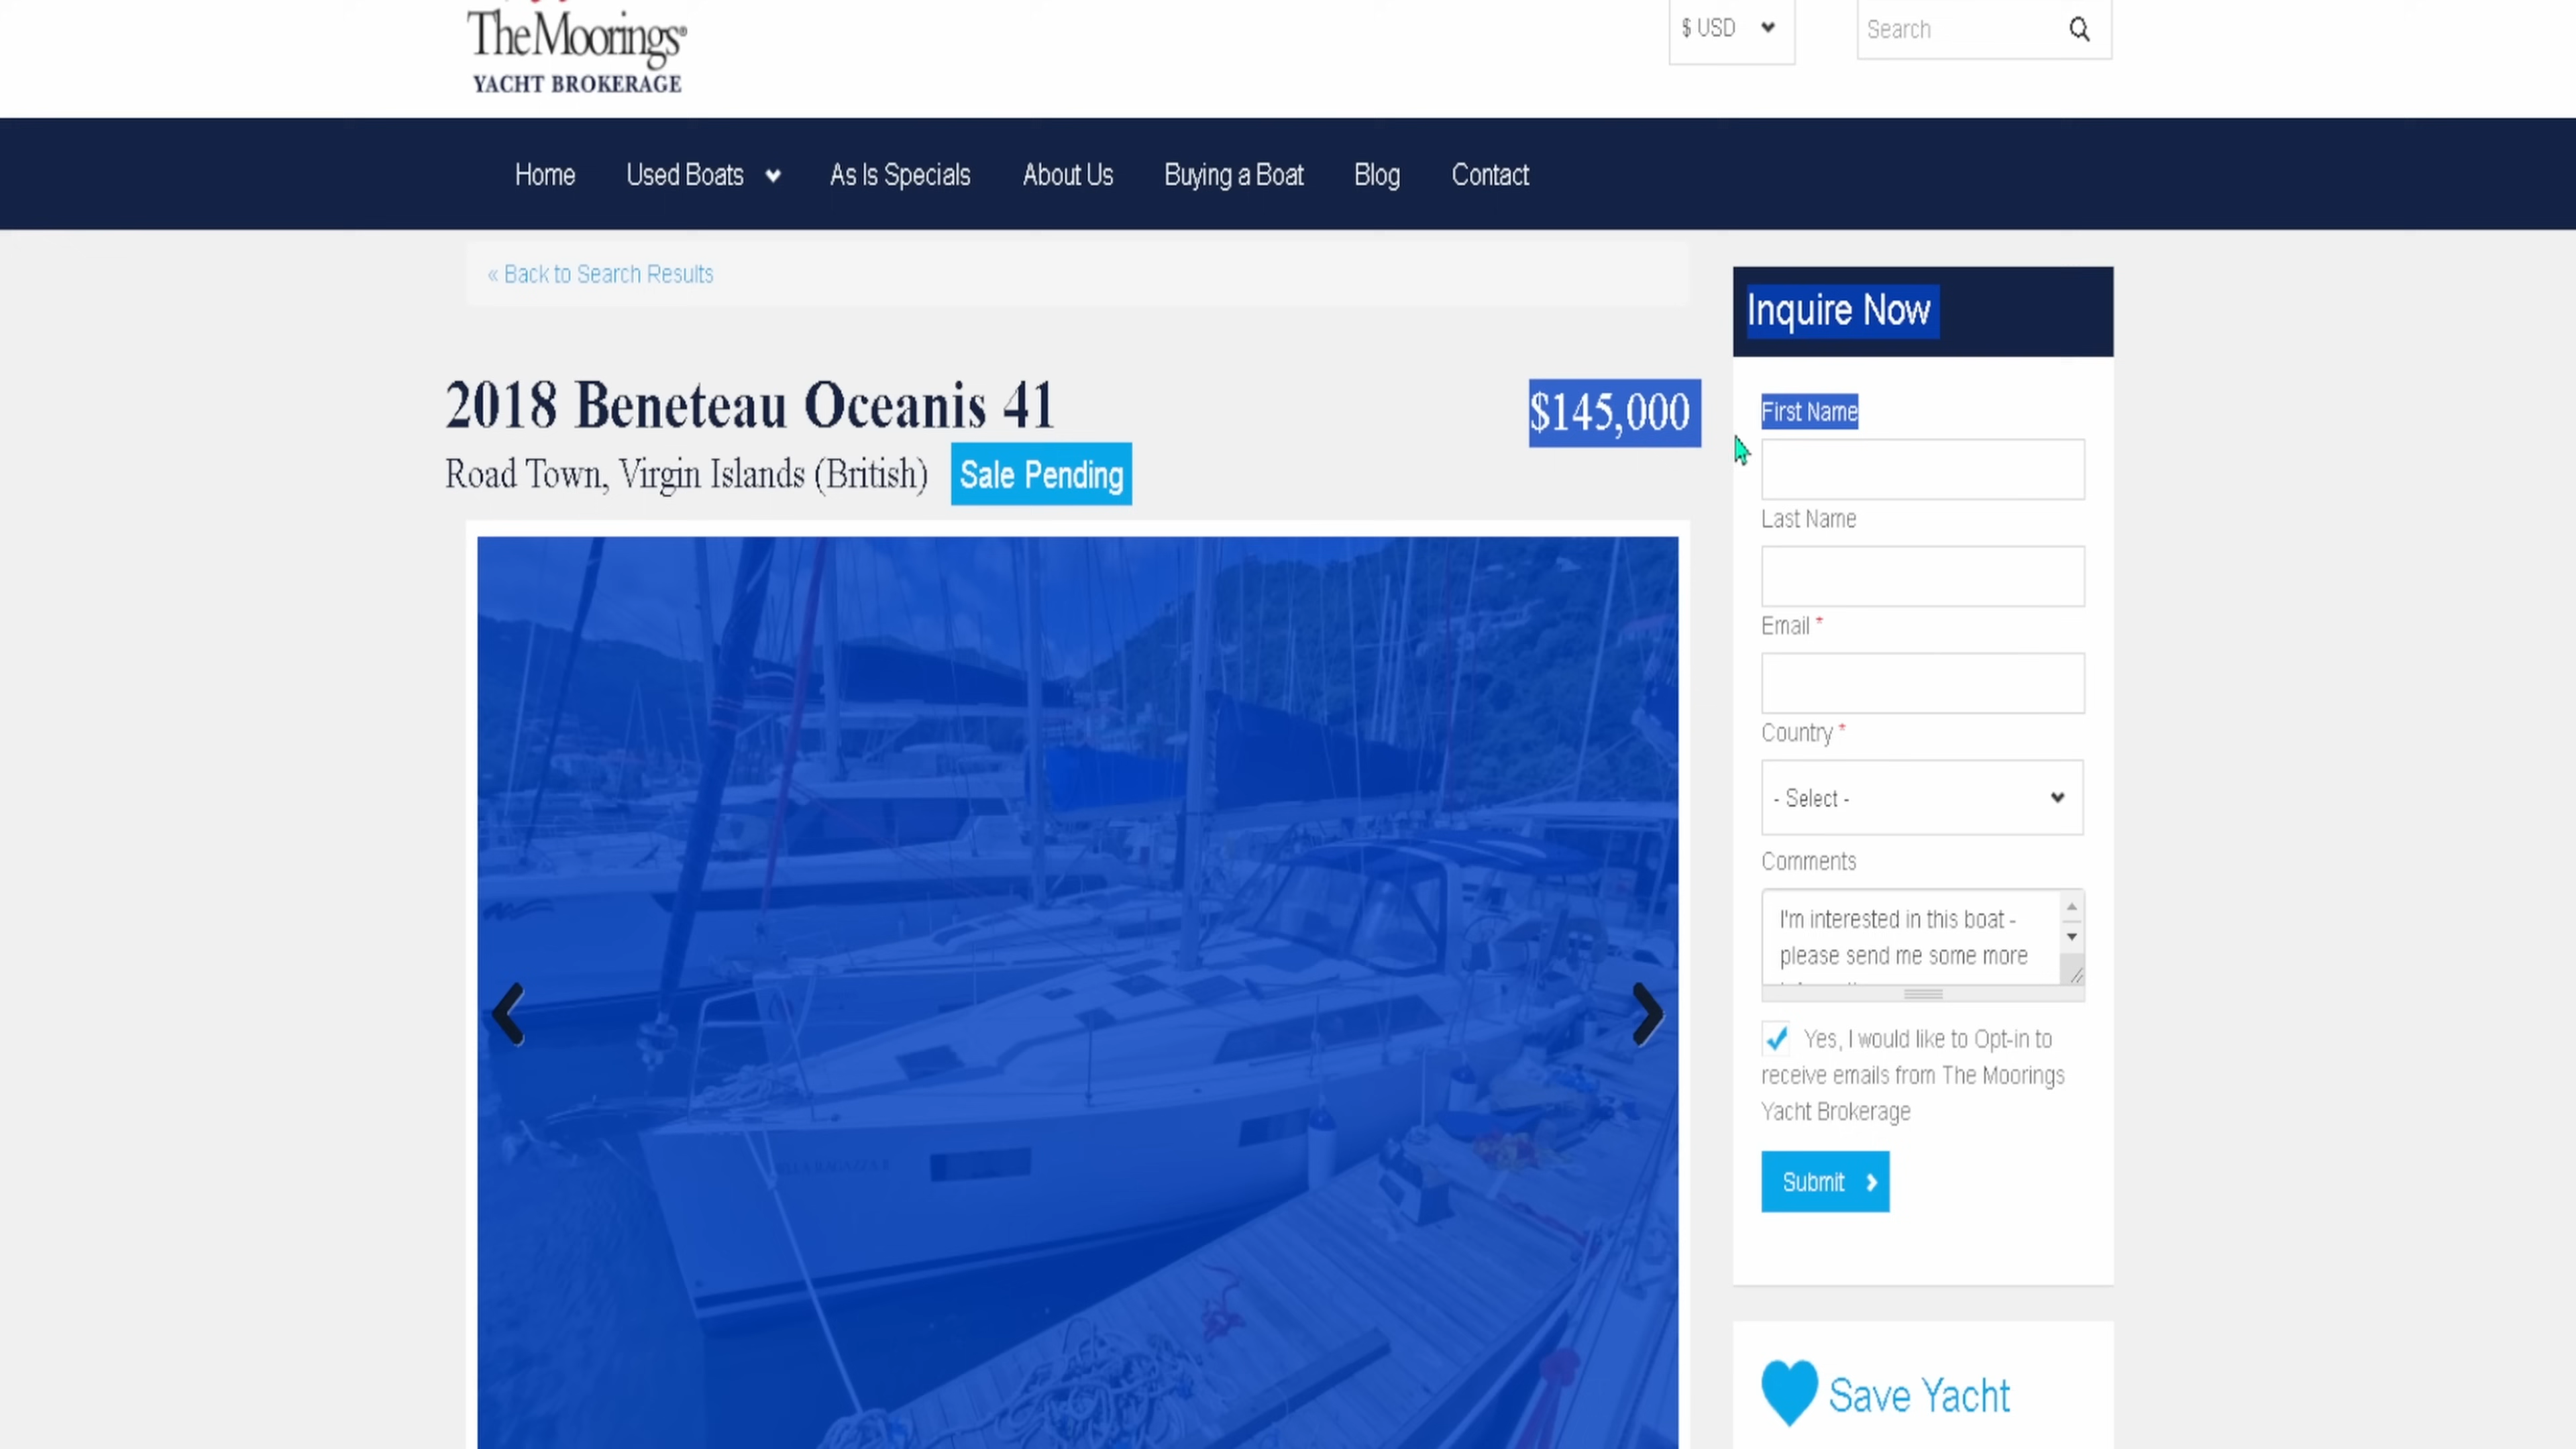 The Moorings®
YACHT BROKERAGE
$ USD
Search
Home
Used Boats
As Is Specials
About Us
Buying a Boat
Blog
Contact
« Back to Search Results
2018 Beneteau Oceanis 41
$145,000
Road Town, Virgin Islands (British)
Sale Pending
Inquire Now
First Name
Last Name
Email *
Country *
- Select -
Comments
I'm interested in this boat -
please send me some more
Yes, I would like to Opt-in to
receive emails from The Moorings
Yacht Brokerage
Submit
Save Yacht